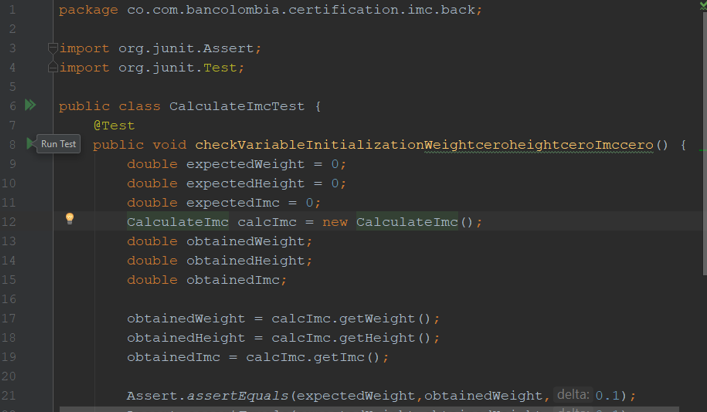 1 package co.com.bancolombia.certification.imc.back;
2
3 import org.junit.Assert;
4 import org.junit.Test;
5
6 public class CalculateImcTest {
7 @Test
8 public void checkVariableInitializationWeightceroheightceroImccero() {
Run Test
9 double expectedWeight = 0;
10 double expectedHeight = 0;
11 double expectedImc = 0;
12 CalculateImc calcImc = new CalculateImc();
13 double obtainedWeight;
14 double obtainedHeight;
15 double obtainedImc;
16
17 obtainedWeight = calcImc.getWeight();
18 obtainedHeight = calcImc.getHeight();
19 obtainedImc = calcImc.getImc();
20
21 Assert.assertEquals(expectedWeight,obtainedWeight, delta: 0.1);